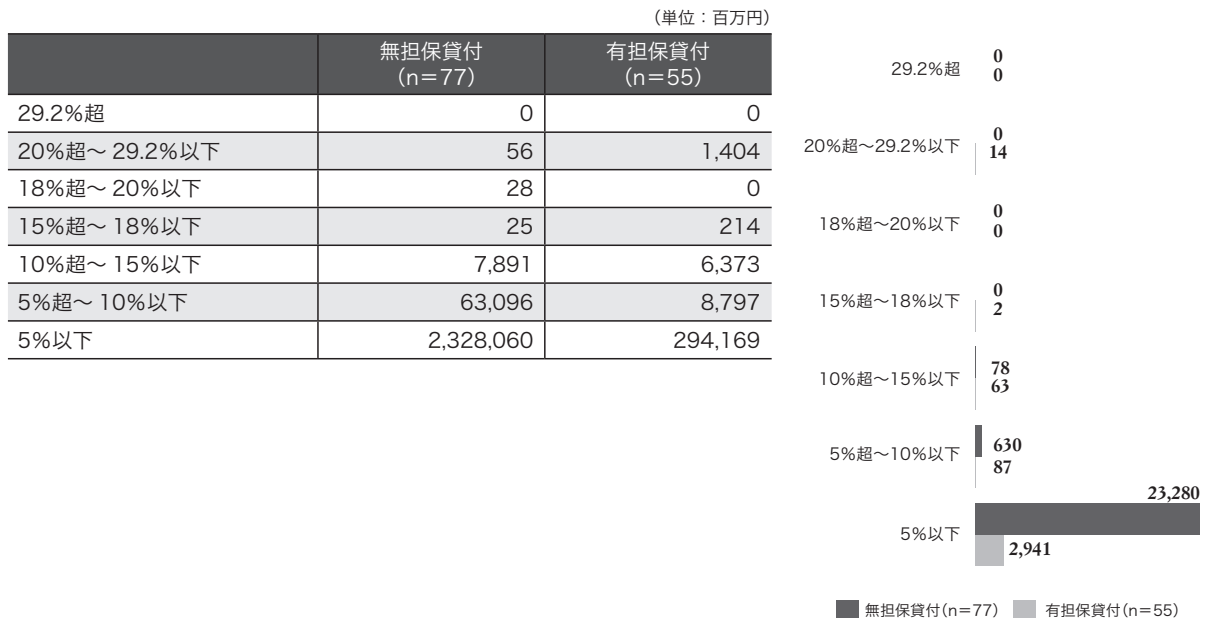 （単位：百万円）
無担保貸付 有担保貸付
（n＝77） （n＝55）
29.2%超 0 0
20%超〜 29.2%以下 56 1,404
18%超〜 20%以下 28 0
15%超〜 18%以下 25 214
10%超〜 15%以下 7,891 6,373
5%超〜 10%以下 63,096 8,797
5%以下 2,328,060 294,169
29.2%超
0
0
20%超〜29.2%以下
0
14
18%超〜20%以下
0
0
15%超〜18%以下
0
2
10%超〜15%以下
78
63
5%超〜10%以下
630
87
5%以下
23,280
2,941
無担保貸付（n＝77） 有担保貸付（n＝55）